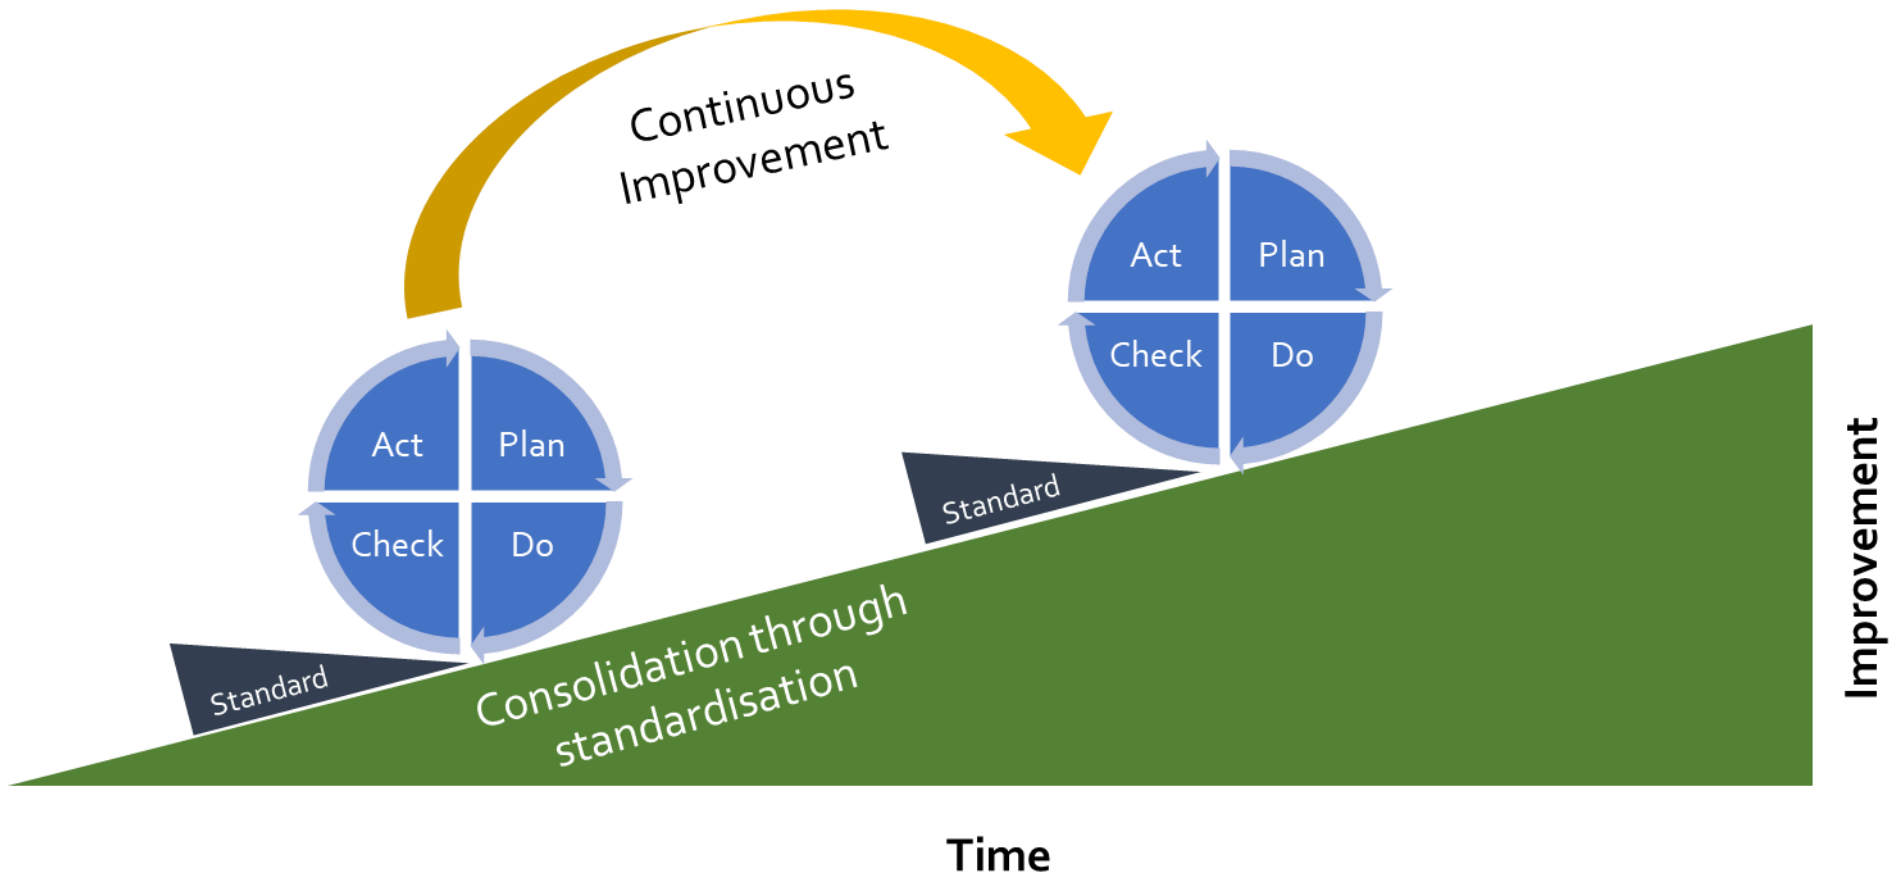 Continuous
Improvement
Act
Plan
Check
Do
Standard
Act
Plan
Check
Do
Standard
Consolidation through
standardisation
Improvement
Time